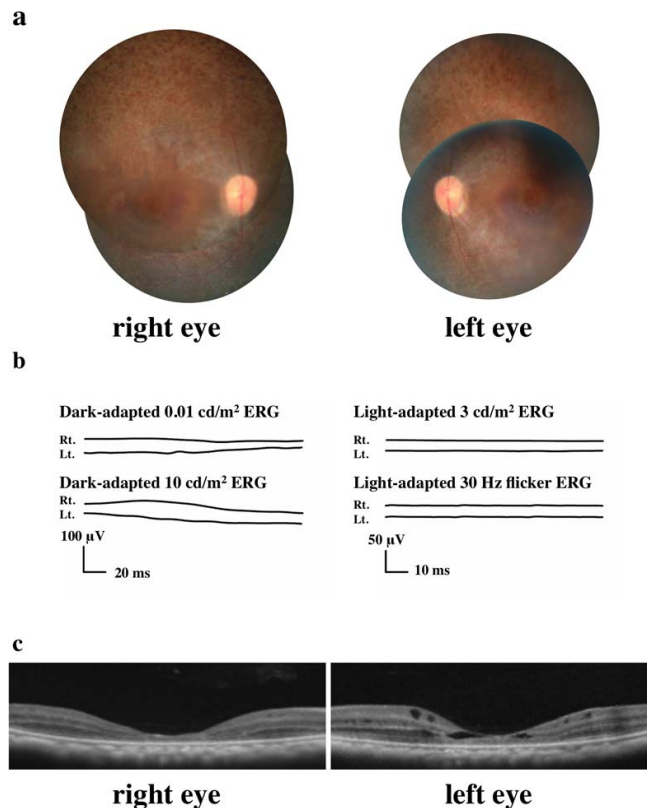 a
right eye
left eye
b
Dark-adapted 0.01 cd/m² ERG
Rt.
Lt.
Dark-adapted 10 cd/m² ERG
Rt.
Lt.
100 µV
20 ms
Light-adapted 3 cd/m² ERG
Rt.
Lt.
Light-adapted 30 Hz flicker ERG
Rt.
Lt.
50 µV
10 ms
c
right eye
left eye